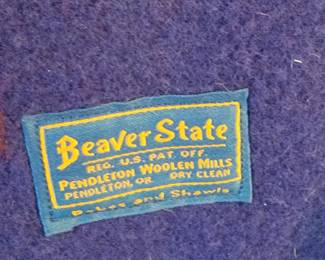 Beaver State
REG. U.S. PAT. OFF.
PENDLETON WOOLEN MILLS
PENDLETON, OR. DRY CLEAN
Robes and Shawls